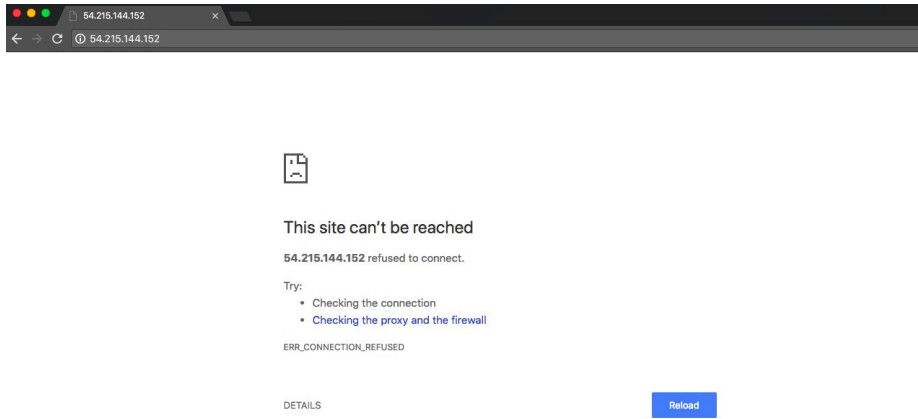 54.215.144.152
54.215.144.152
This site can't be reached
54.215.144.152 refused to connect.
Try:
• Checking the connection
• Checking the proxy and the firewall
ERR_CONNECTION_REFUSED
DETAILS
Reload